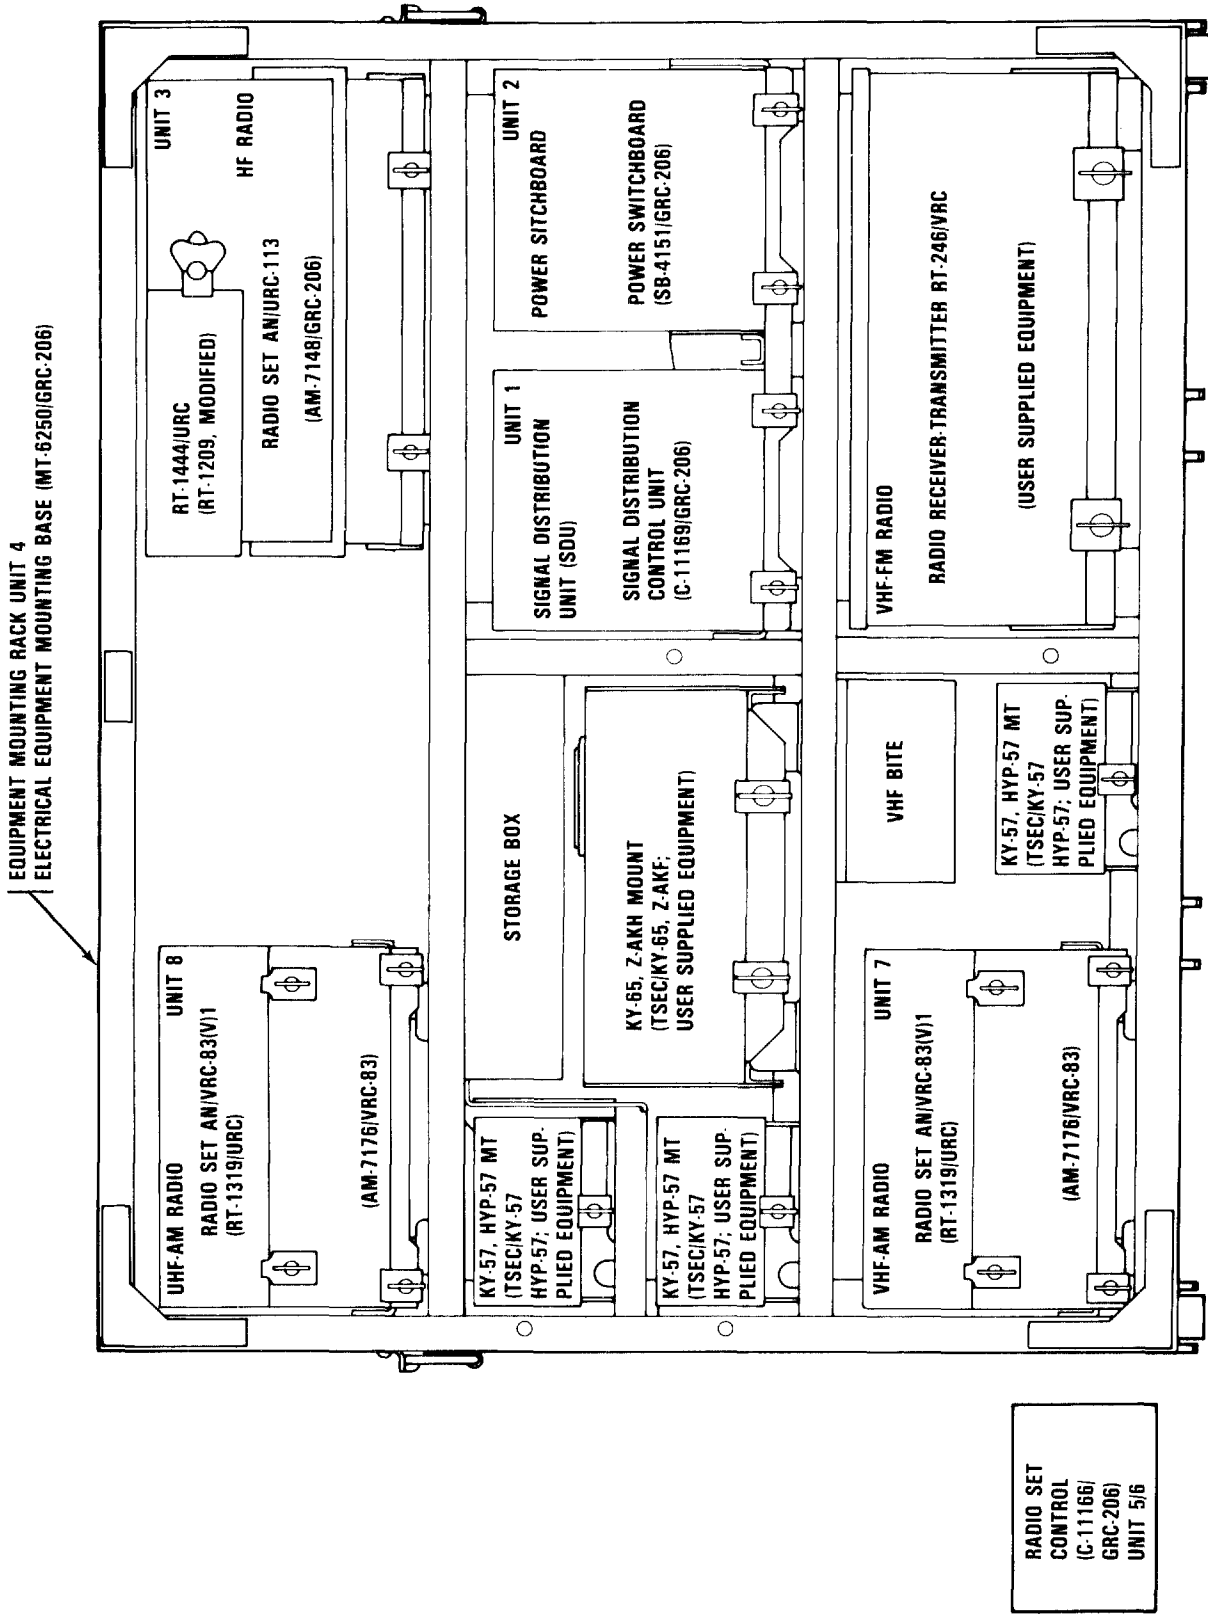 EQUIPMENT MOUNTING RACK UNIT 4
ELECTRICAL EQUIPMENT MOUNTING BASE (MT-6250/GRC-206)
UHF-AM RADIO
UNIT 8
RADIO SET AN/VRC-83(V)1
(RT-1319/URC)
(AM-7176/VRC-83)
UNIT 3
RT-1444/URC
(RT-1209, MODIFIED)
HF RADIO
RADIO SET AN/URC-113
(AM-7148/GRC-206)
KY-57, HYP-57 MT
(TSEC/KY-57
HYP-57; USER SUP-
PLIED EQUIPMENT)
KY-57, HYP-57 MT
(TSEC/KY-57
HYP-57; USER SUP-
PLIED EQUIPMENT)
STORAGE BOX
KY-65, Z-AKH MOUNT
(TSEC/KY-65, Z-AKF;
USER SUPPLIED EQUIPMENT)
UNIT 1
SIGNAL DISTRIBUTION
UNIT (SDU)
SIGNAL DISTRIBUTION
CONTROL UNIT
(C-11169/GRC-206)
UNIT 2
POWER SITCHBOARD
POWER SWITCHBOARD
(SB-4151/GRC-206)
VHF-AM RADIO
UNIT 7
RADIO SET AN/VRC-83(V)1
(RT-1319/URC)
(AM-7176/VRC-83)
VHF BITE
KY-57, HYP-57 MT
(TSEC/KY-57
HYP-57; USER SUP-
PLIED EQUIPMENT)
VHF-FM RADIO
RADIO RECEIVER-TRANSMITTER RT-246/VRC
(USER SUPPLIED EQUIPMENT)
RADIO SET
CONTROL
(C-11166/
GRC-206)
UNIT 5/6